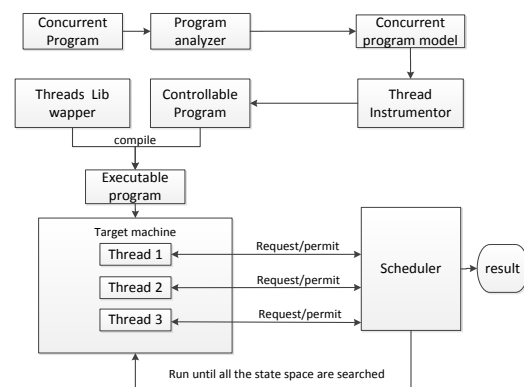 Concurrent
Program
Program
analyzer
Concurrent
program model
Threads Lib
wapper
Controllable
Program
Thread
Instrumentor
compile
Executable
program
Target machine
Thread 1
Request/permit
Thread 2
Request/permit
Thread 3
Request/permit
Scheduler
result
Run until all the state space are searched